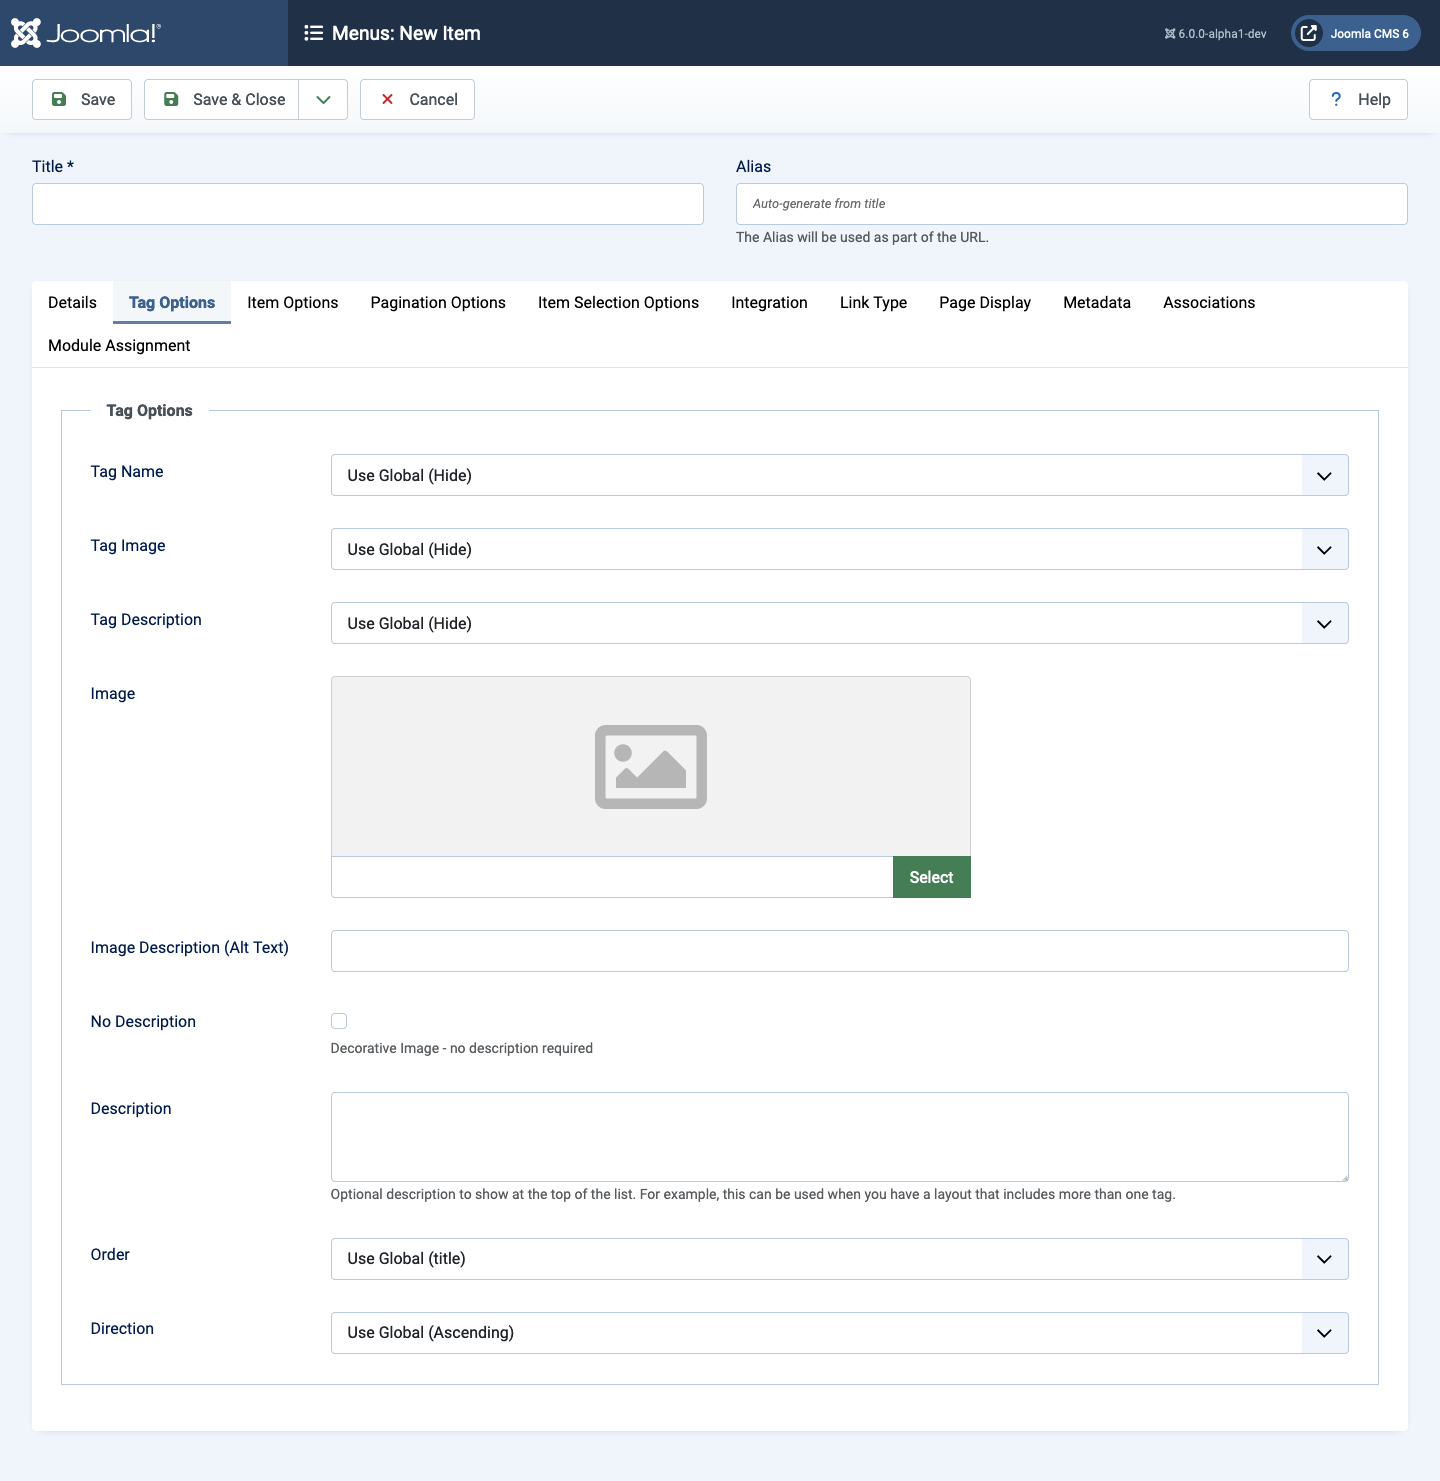 Joomla!®
Menus: New Item
6.0.0-alpha1-dev
Joomla CMS 6
Save
Save & Close
Cancel
? Help
Title *
Alias
Auto-generate from title
The Alias will be used as part of the URL.
Details Tag Options Item Options Pagination Options Item Selection Options Integration Link Type Page Display Metadata Associations
Module Assignment
Tag Options
Tag Name
Use Global (Hide)
Tag Image
Use Global (Hide)
Tag Description
Use Global (Hide)
Image
Select
Image Description (Alt Text)
No Description
Decorative Image - no description required
Description
Optional description to show at the top of the list. For example, this can be used when you have a layout that includes more than one tag.
Order
Use Global (title)
Direction
Use Global (Ascending)